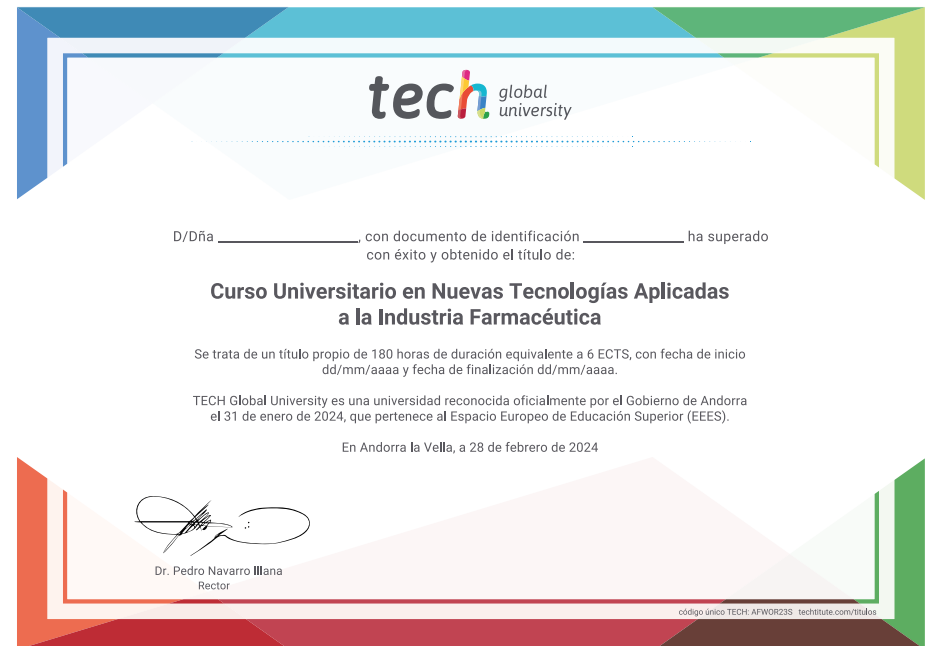 tech global university
D/Dña ____________________, con documento de identificación ______________ ha superado
con éxito y obtenido el título de:
Curso Universitario en Nuevas Tecnologías Aplicadas
a la Industria Farmacéutica
Se trata de un título propio de 180 horas de duración equivalente a 6 ECTS, con fecha de inicio
dd/mm/aaaa y fecha de finalización dd/mm/aaaa.
TECH Global University es una universidad reconocida oficialmente por el Gobierno de Andorra
el 31 de enero de 2024, que pertenece al Espacio Europeo de Educación Superior (EEES).
En Andorra la Vella, a 28 de febrero de 2024
Dr. Pedro Navarro Illana
Rector
código único TECH: AFWOR23S techtitute.com/titulos